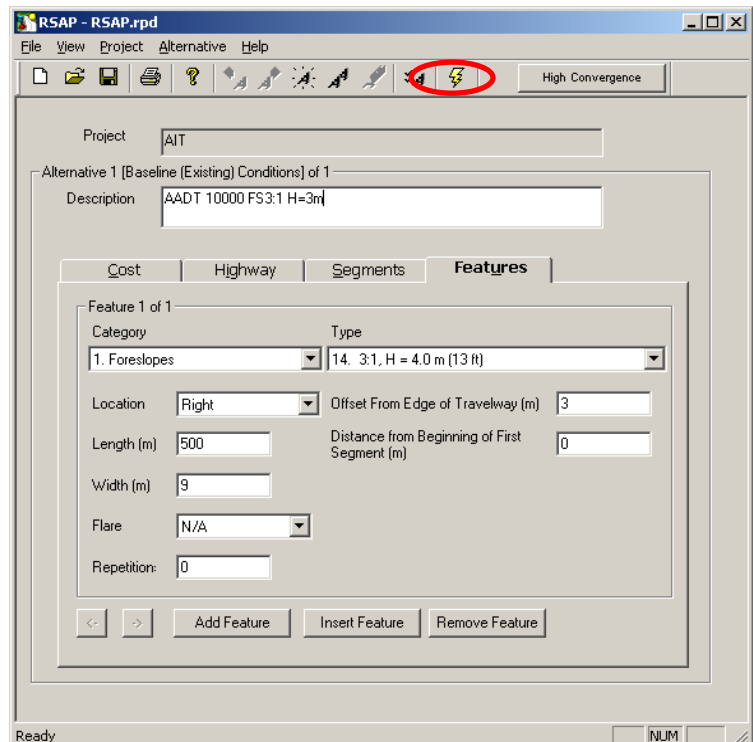 RSAP - RSAP.rpd
File View Project Alternative Help
High Convergence
Project AIT
Alternative 1 [Baseline (Existing) Conditions] of 1
Description AADT 10000 FS3:1 H=3m
Cost Highway Segments Features
Feature 1 of 1
Category Type
1. Foreslopes 14. 3:1, H = 4.0 m (13 ft)
Location Right Offset From Edge of Travelway (m) 3
Length (m) 500 Distance from Beginning of First Segment (m) 0
Width (m) 9
Flare N/A
Repetition: 0
<- -> Add Feature Insert Feature Remove Feature
Ready NUM